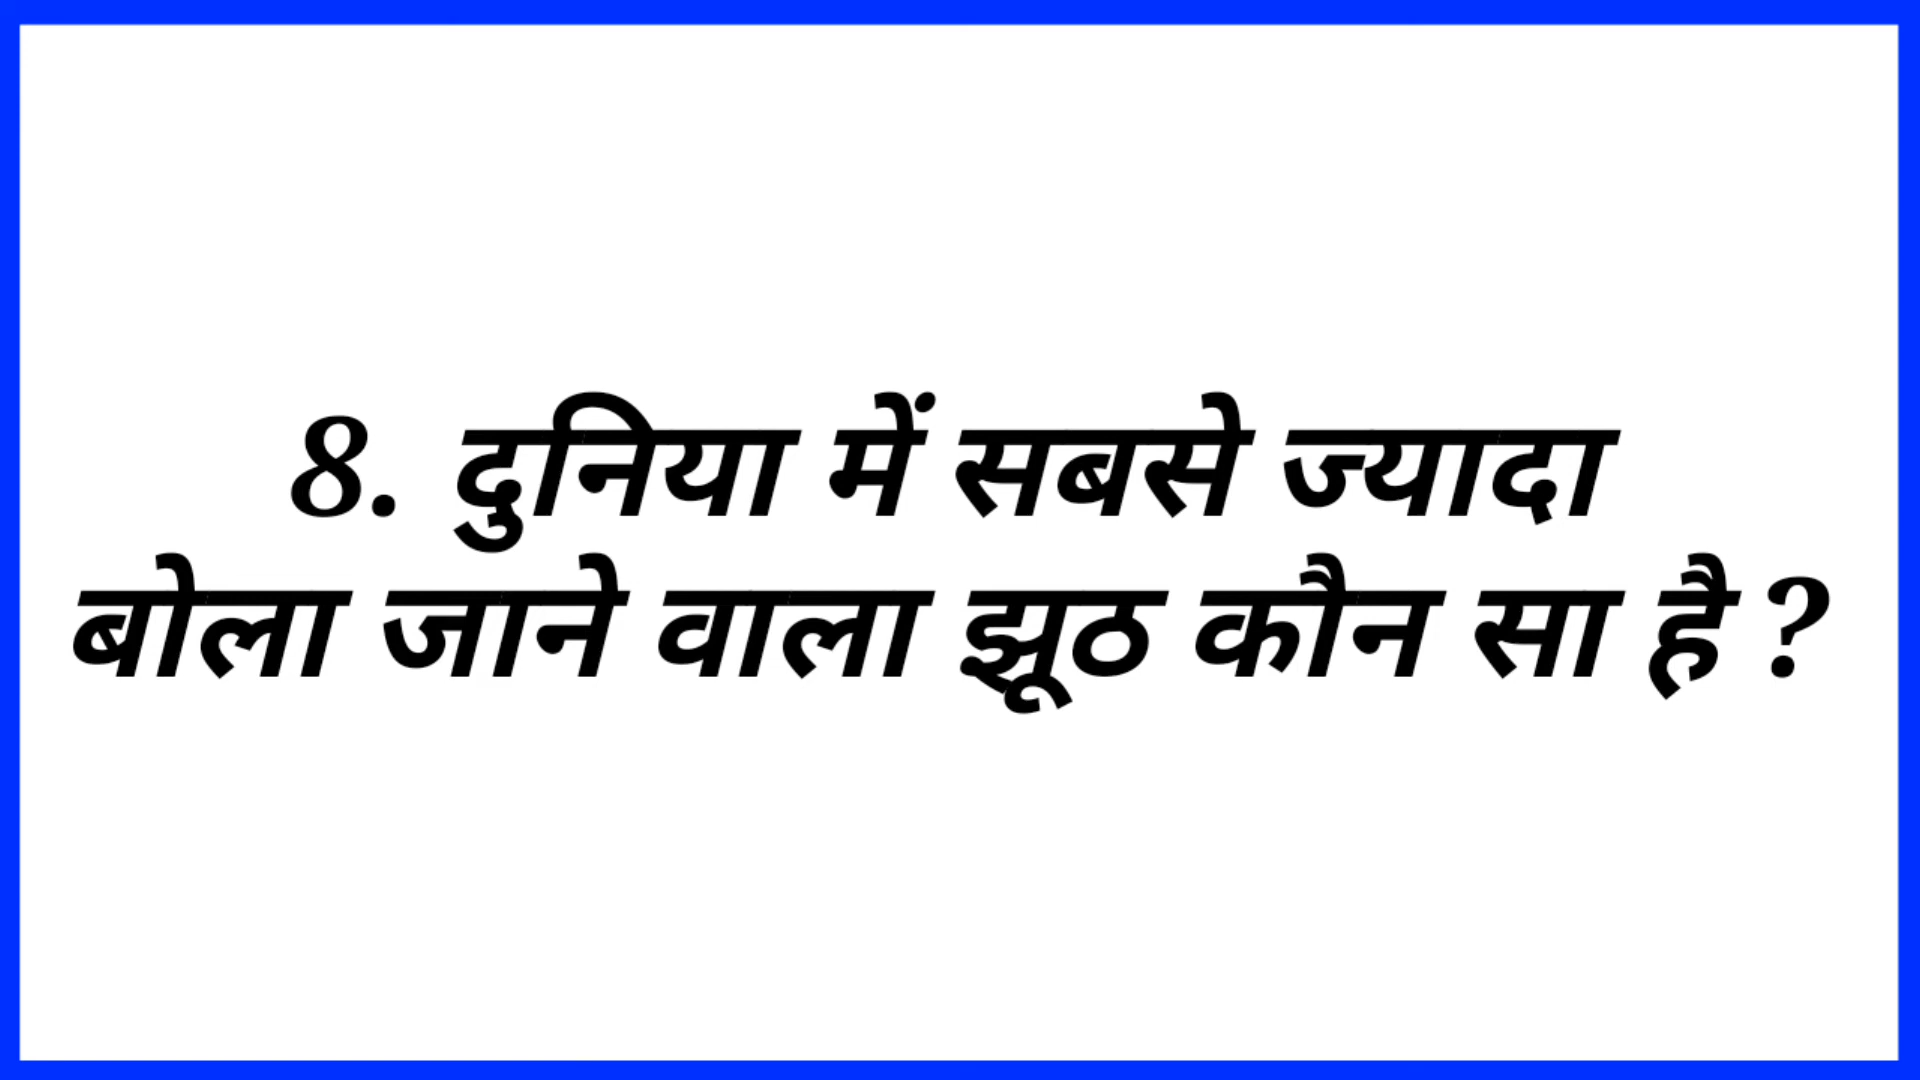 8. दुनिया में सबसे ज्यादा
बोला जाने वाला झूठ कौन सा है ?